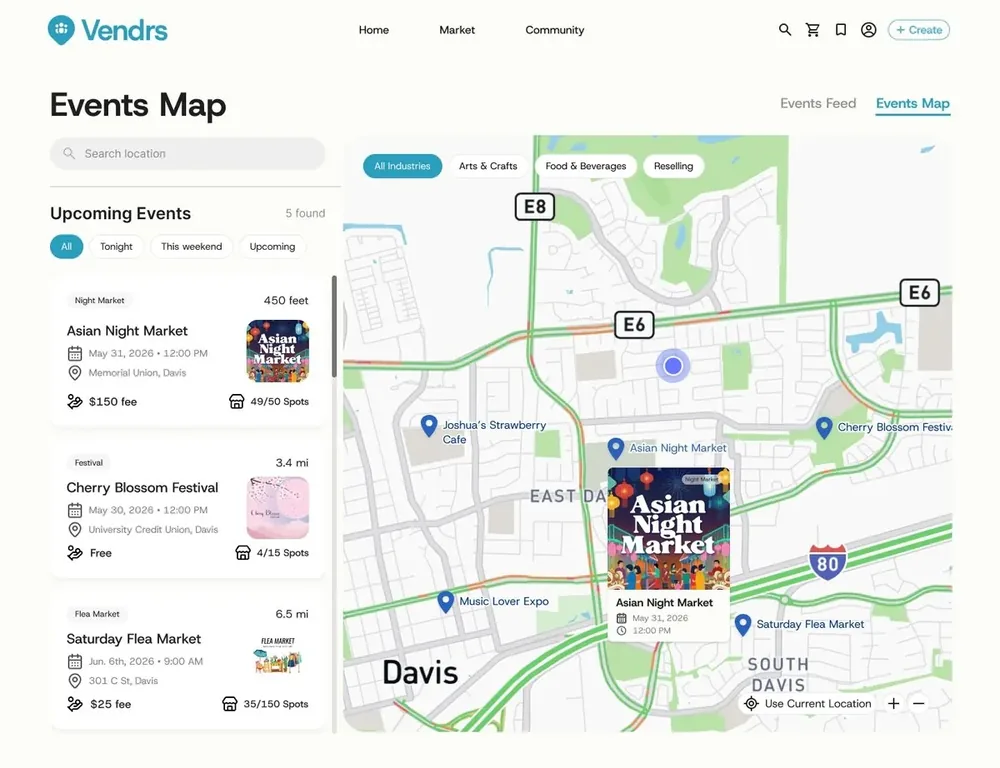 Vendrs
Home
Market
Community
+ Create
Events Map
Events Feed
Events Map
Search location
Upcoming Events
5 found
All
Tonight
This weekend
Upcoming
Night Market
450 feet
Asian Night Market
May 31, 2026 • 12:00 PM
Memorial Union, Davis
$150 fee
49/50 Spots
Asian
Night
Market
Festival
3.4 mi
Cherry Blossom Festival
May 30, 2026 • 12:00 PM
University Credit Union, Davis
Free
4/15 Spots
Flea Market
6.5 mi
Saturday Flea Market
Jun. 6th, 2026 • 9:00 AM
301 C St, Davis
$25 fee
35/150 Spots
FLEA MARKET
All Industries
Arts & Crafts
Food & Beverages
Reselling
E8
E6
E6
Joshua's Strawberry
Cafe
Asian Night Market
Cherry Blossom Festiv
EAST DA
Night Market
Asian
Night
Market
Asian Night Market
May 31, 2026
12:00 PM
80
Music Lover Expo
Saturday Flea Market
Davis
SOUTH
DAVIS
Use Current Location
+
−